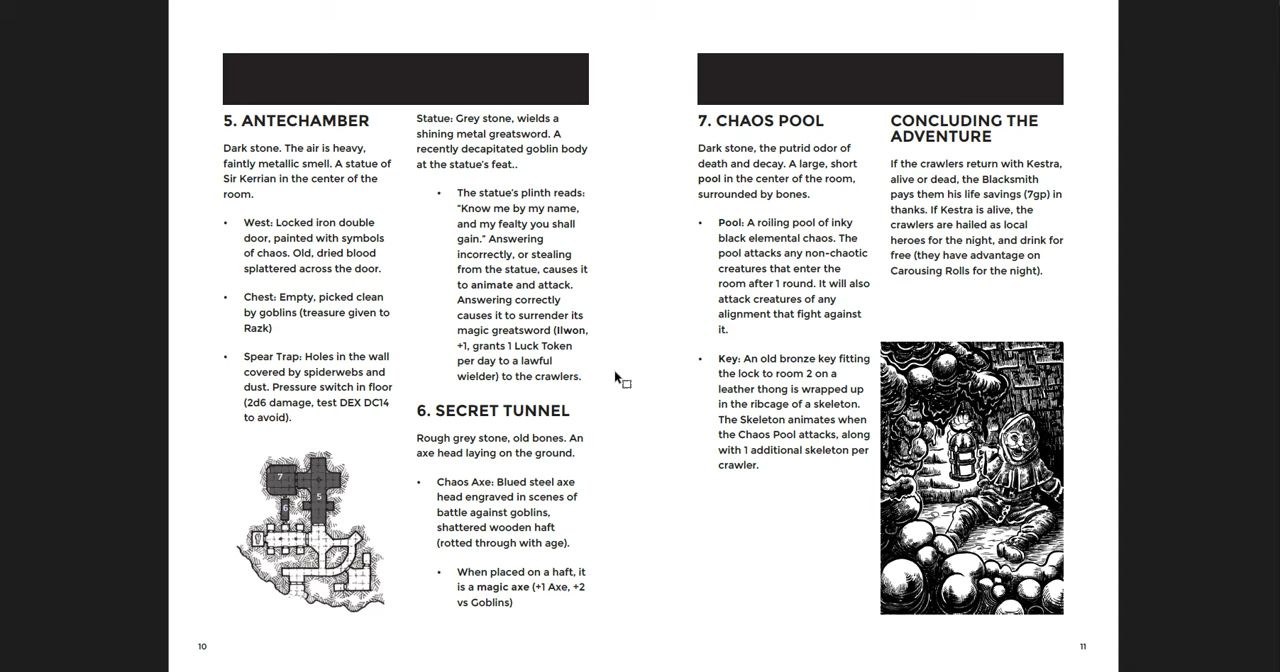 5. ANTECHAMBER
Dark stone. The air is heavy,
faintly metallic smell. A statue of
Sir Kerrian in the center of the
room.
• West: Locked iron double
door, painted with symbols
of chaos. Old, dried blood
splattered across the door.
• Chest: Empty, picked clean
by goblins (treasure given to
Razk)
• Spear Trap: Holes in the wall
covered by spiderwebs and
dust. Pressure switch in floor
(2d6 damage, test DEX DC14
to avoid).
7
5
6
10
Statue: Grey stone, wields a
shining metal greatsword. A
recently decapitated goblin body
at the statue's feat..
• The statue's plinth reads:
"Know me by my name,
and my fealty you shall
gain." Answering
incorrectly, or stealing
from the statue, causes it
to animate and attack.
Answering correctly
causes it to surrender its
magic greatsword (Ilwon,
+1, grants 1 Luck Token
per day to a lawful
wielder) to the crawlers.
6. SECRET TUNNEL
Rough grey stone, old bones. An
axe head laying on the ground.
• Chaos Axe: Blued steel axe
head engraved in scenes of
battle against goblins,
shattered wooden haft
(rotted through with age).
• When placed on a haft, it
is a magic axe (+1 Axe, +2
vs Goblins)
7. CHAOS POOL
Dark stone, the putrid odor of
death and decay. A large, short
pool in the center of the room,
surrounded by bones.
• Pool: A roiling pool of inky
black elemental chaos. The
pool attacks any non-chaotic
creatures that enter the
room after 1 round. It will also
attack creatures of any
alignment that fight against
it.
• Key: An old bronze key fitting
the lock to room 2 on a
leather thong is wrapped up
in the ribcage of a skeleton.
The Skeleton animates when
the Chaos Pool attacks, along
with 1 additional skeleton per
crawler.
CONCLUDING THE
ADVENTURE
If the crawlers return with Kestra,
alive or dead, the Blacksmith
pays them his life savings (7gp) in
thanks. If Kestra is alive, the
crawlers are hailed as local
heroes for the night, and drink for
free (they have advantage on
Carousing Rolls for the night).
11